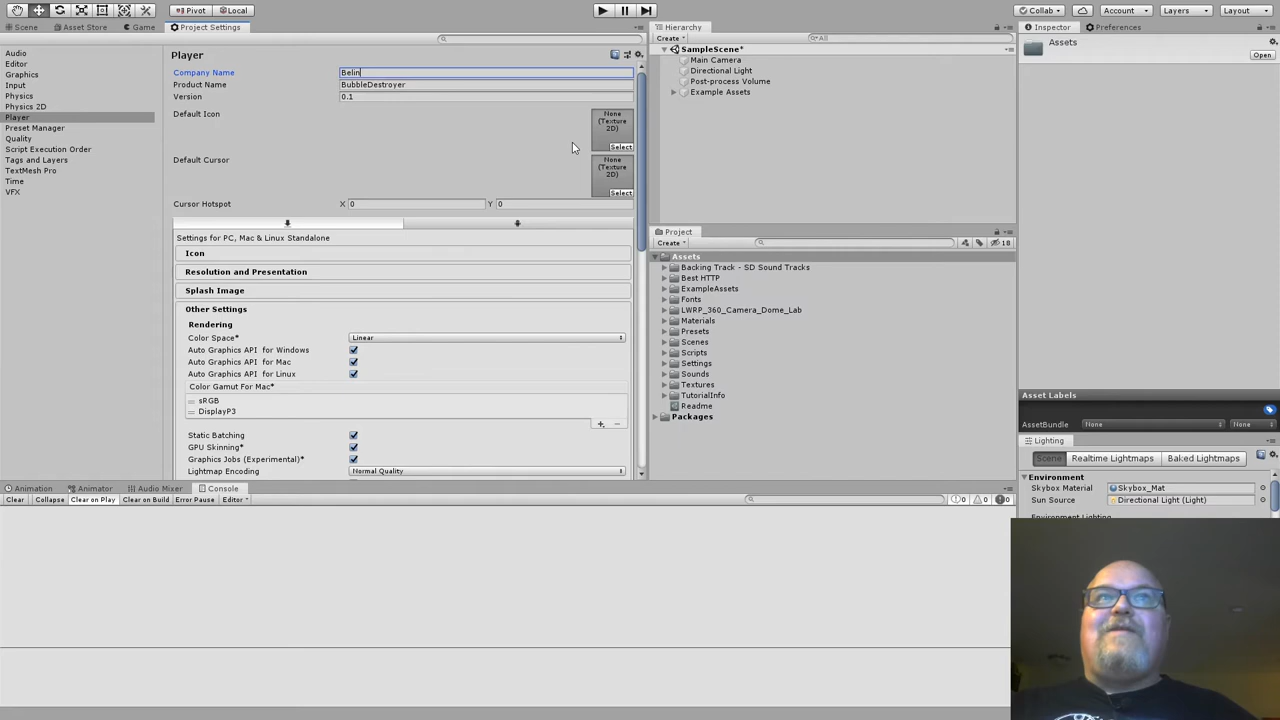 Pivot Local Collab Account Layers Layout
Scene Asset Store Game Project Settings
Audio
Editor
Graphics
Input
Physics
Physics 2D
Player
Preset Manager
Quality
Script Execution Order
Tags and Layers
TextMesh Pro
Time
VFX
Player
Company Name Belin
Product Name BubbleDestroyer
Version 0.1
Default Icon
None
(Texture
2D)
Select
Default Cursor
None
(Texture
2D)
Select
Cursor Hotspot X 0 Y 0
Settings for PC, Mac & Linux Standalone
Icon
Resolution and Presentation
Splash Image
Other Settings
Rendering
Color Space* Linear
Auto Graphics API for Windows
Auto Graphics API for Mac
Auto Graphics API for Linux
Color Gamut For Mac*
sRGB
DisplayP3
Static Batching
GPU Skinning*
Graphics Jobs (Experimental)*
Lightmap Encoding Normal Quality
Hierarchy
Create All
SampleScene*
Main Camera
Directional Light
Post-process Volume
Example Assets
Project
Create 18
Assets
Backing Track - SD Sound Tracks
Best HTTP
ExampleAssets
Fonts
LWRP_360_Camera_Dome_Lab
Materials
Presets
Scenes
Scripts
Settings
Sounds
Textures
TutorialInfo
Readme
Packages
Inspector Preferences
Assets
Open
Asset Labels
AssetBundle None None
Lighting
Scene Realtime Lightmaps Baked Lightmaps
Environment
Skybox Material Skybox_Mat
Sun Source Directional Light (Light)
Environment Lighting
Animation Animator Audio Mixer Console
Clear Collapse Clear on Play Clear on Build Error Pause Editor 0 0 0